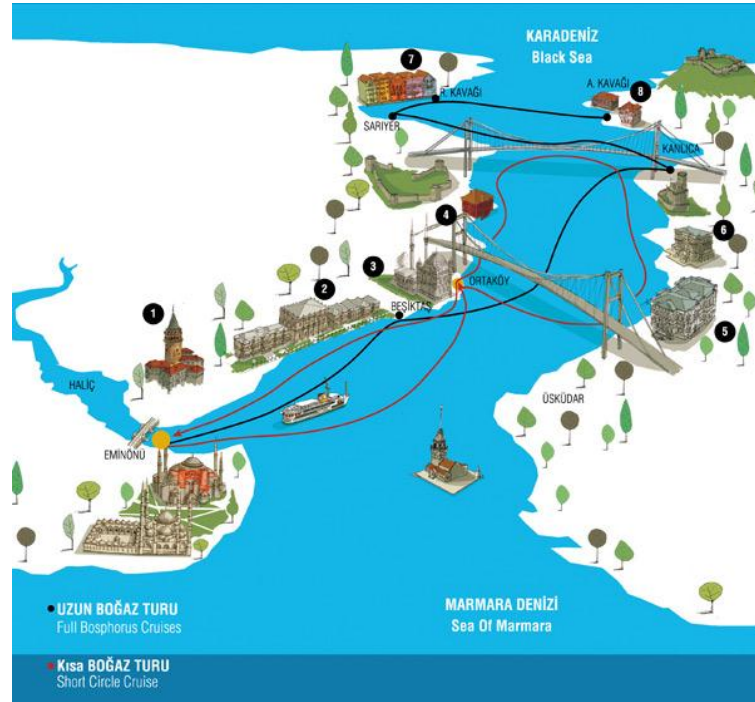 KARADENİZ
Black Sea
7
R. KAVAĞI
A. KAVAĞI
8
SARIYER
KANLICA
4
6
3
ORTAKÖY
2
BEŞİKTAŞ
1
5
HALİÇ
ÜSKÜDAR
EMİNÖNÜ
UZUN BOĞAZ TURU
Full Bosphorus Cruises
MARMARA DENİZİ
Sea Of Marmara
Kısa BOĞAZ TURU
Short Circle Cruise